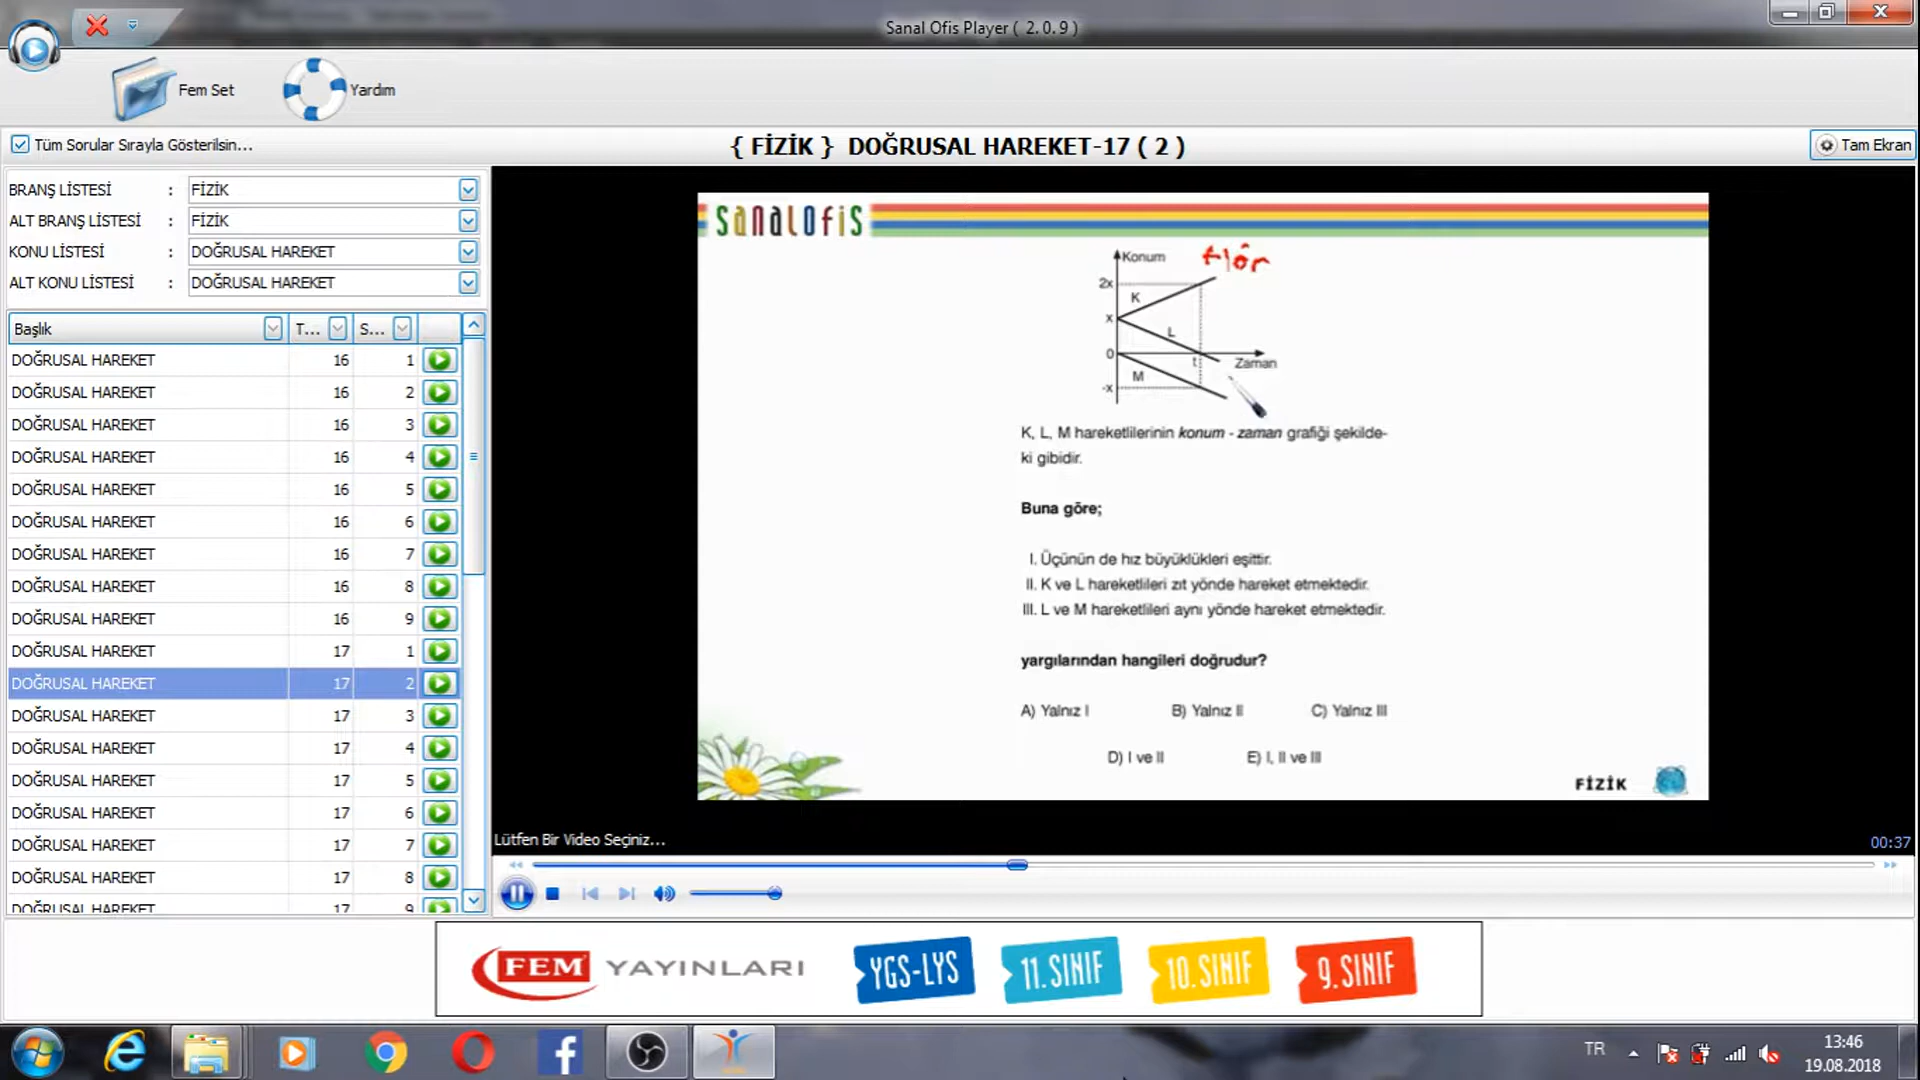 Sanal Ofis Player ( 2.0.9 )
Fem Set
Yardım
Tüm Sorular Sırayla Gösterilsin...
{ FİZİK } DOĞRUSAL HAREKET-17 ( 2 )
Tam Ekran
BRANŞ LİSTESİ : FİZİK
ALT BRANŞ LİSTESİ : FİZİK
KONU LİSTESİ : DOĞRUSAL HAREKET
ALT KONU LİSTESİ : DOĞRUSAL HAREKET
Başlık T... S...
DOĞRUSAL HAREKET 16 1
DOĞRUSAL HAREKET 16 2
DOĞRUSAL HAREKET 16 3
DOĞRUSAL HAREKET 16 4
DOĞRUSAL HAREKET 16 5
DOĞRUSAL HAREKET 16 6
DOĞRUSAL HAREKET 16 7
DOĞRUSAL HAREKET 16 8
DOĞRUSAL HAREKET 16 9
DOĞRUSAL HAREKET 17 1
DOĞRUSAL HAREKET 17 2
DOĞRUSAL HAREKET 17 3
DOĞRUSAL HAREKET 17 4
DOĞRUSAL HAREKET 17 5
DOĞRUSAL HAREKET 17 6
DOĞRUSAL HAREKET 17 7
DOĞRUSAL HAREKET 17 8
DOĞRUSAL HAREKET 17 9
SANALOFİS
Konum
2x
K
x
L
0
t
Zaman
M
-x
K, L, M hareketlilerinin konum - zaman grafiği şekilde-
ki gibidir.
Buna göre;
I. Üçünün de hız büyüklükleri eşittir.
II. K ve L hareketlileri zıt yönde hareket etmektedir.
III. L ve M hareketlileri aynı yönde hareket etmektedir.
yargılarından hangileri doğrudur?
A) Yalnız I B) Yalnız II C) Yalnız III
D) I ve II E) I, II ve III
FİZİK
Lütfen Bir Video Seçiniz...
00:37
FEM YAYINLARI
YGS-LYS
11.SINIF
10.SINIF
9.SINIF
TR
13:46
19.08.2018